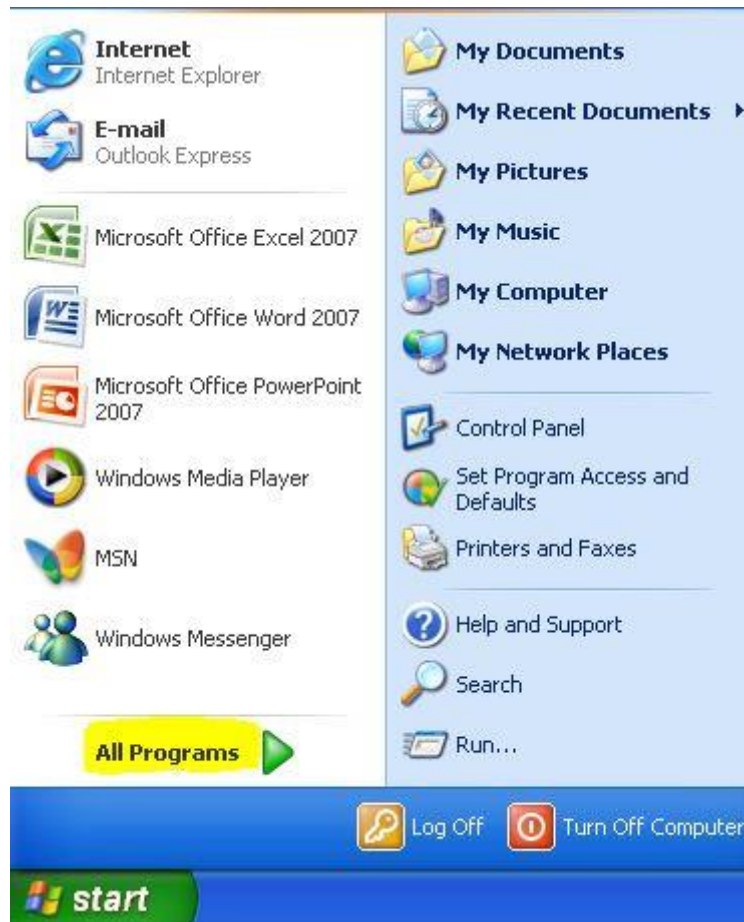 Internet
Internet Explorer
E-mail
Outlook Express
Microsoft Office Excel 2007
Microsoft Office Word 2007
Microsoft Office PowerPoint
2007
Windows Media Player
MSN
Windows Messenger
All Programs
My Documents
My Recent Documents
My Pictures
My Music
My Computer
My Network Places
Control Panel
Set Program Access and
Defaults
Printers and Faxes
Help and Support
Search
Run...
Log Off
Turn Off Computer
start